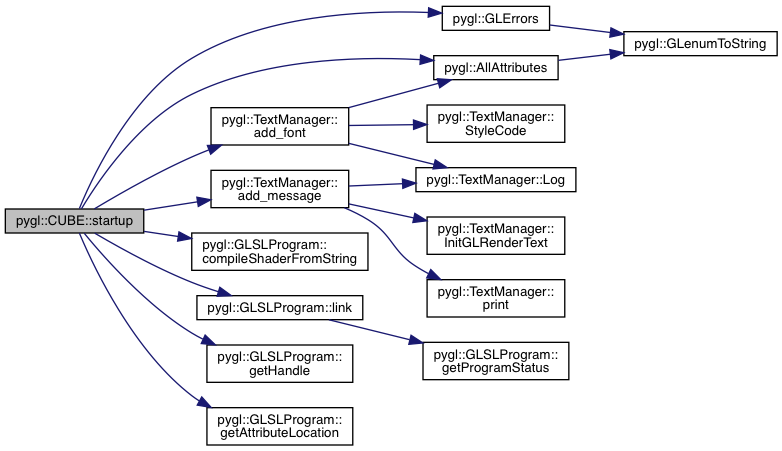 pygl::GLErrors
pygl::GLenumToString
pygl::AllAttributes
pygl::TextManager::
add_font
pygl::TextManager::
StyleCode
pygl::TextManager::Log
pygl::TextManager::
add_message
pygl::CUBE::startup
pygl::TextManager::
InitGLRenderText
pygl::GLSLProgram::
compileShaderFromString
pygl::TextManager::
print
pygl::GLSLProgram::link
pygl::GLSLProgram::
getHandle
pygl::GLSLProgram::
getProgramStatus
pygl::GLSLProgram::
getAttributeLocation